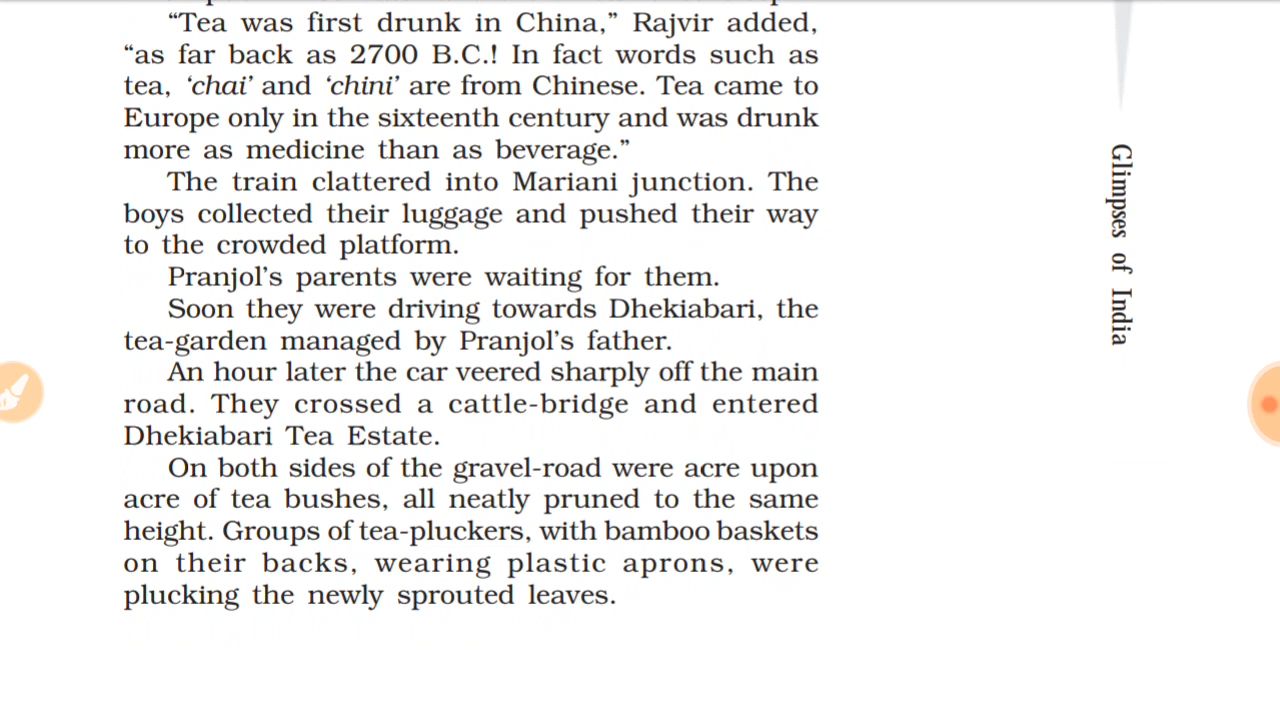 “Tea was first drunk in China,” Rajvir added,
“as far back as 2700 B.C.! In fact words such as
tea, ‘chai’ and ‘chini’ are from Chinese. Tea came to
Europe only in the sixteenth century and was drunk
more as medicine than as beverage.”
The train clattered into Mariani junction. The
boys collected their luggage and pushed their way
to the crowded platform.
Pranjol’s parents were waiting for them.
Soon they were driving towards Dhekiabari, the
tea-garden managed by Pranjol’s father.
An hour later the car veered sharply off the main
road. They crossed a cattle-bridge and entered
Dhekiabari Tea Estate.
On both sides of the gravel-road were acre upon
acre of tea bushes, all neatly pruned to the same
height. Groups of tea-pluckers, with bamboo baskets
on their backs, wearing plastic aprons, were
plucking the newly sprouted leaves.
Glimpses of India